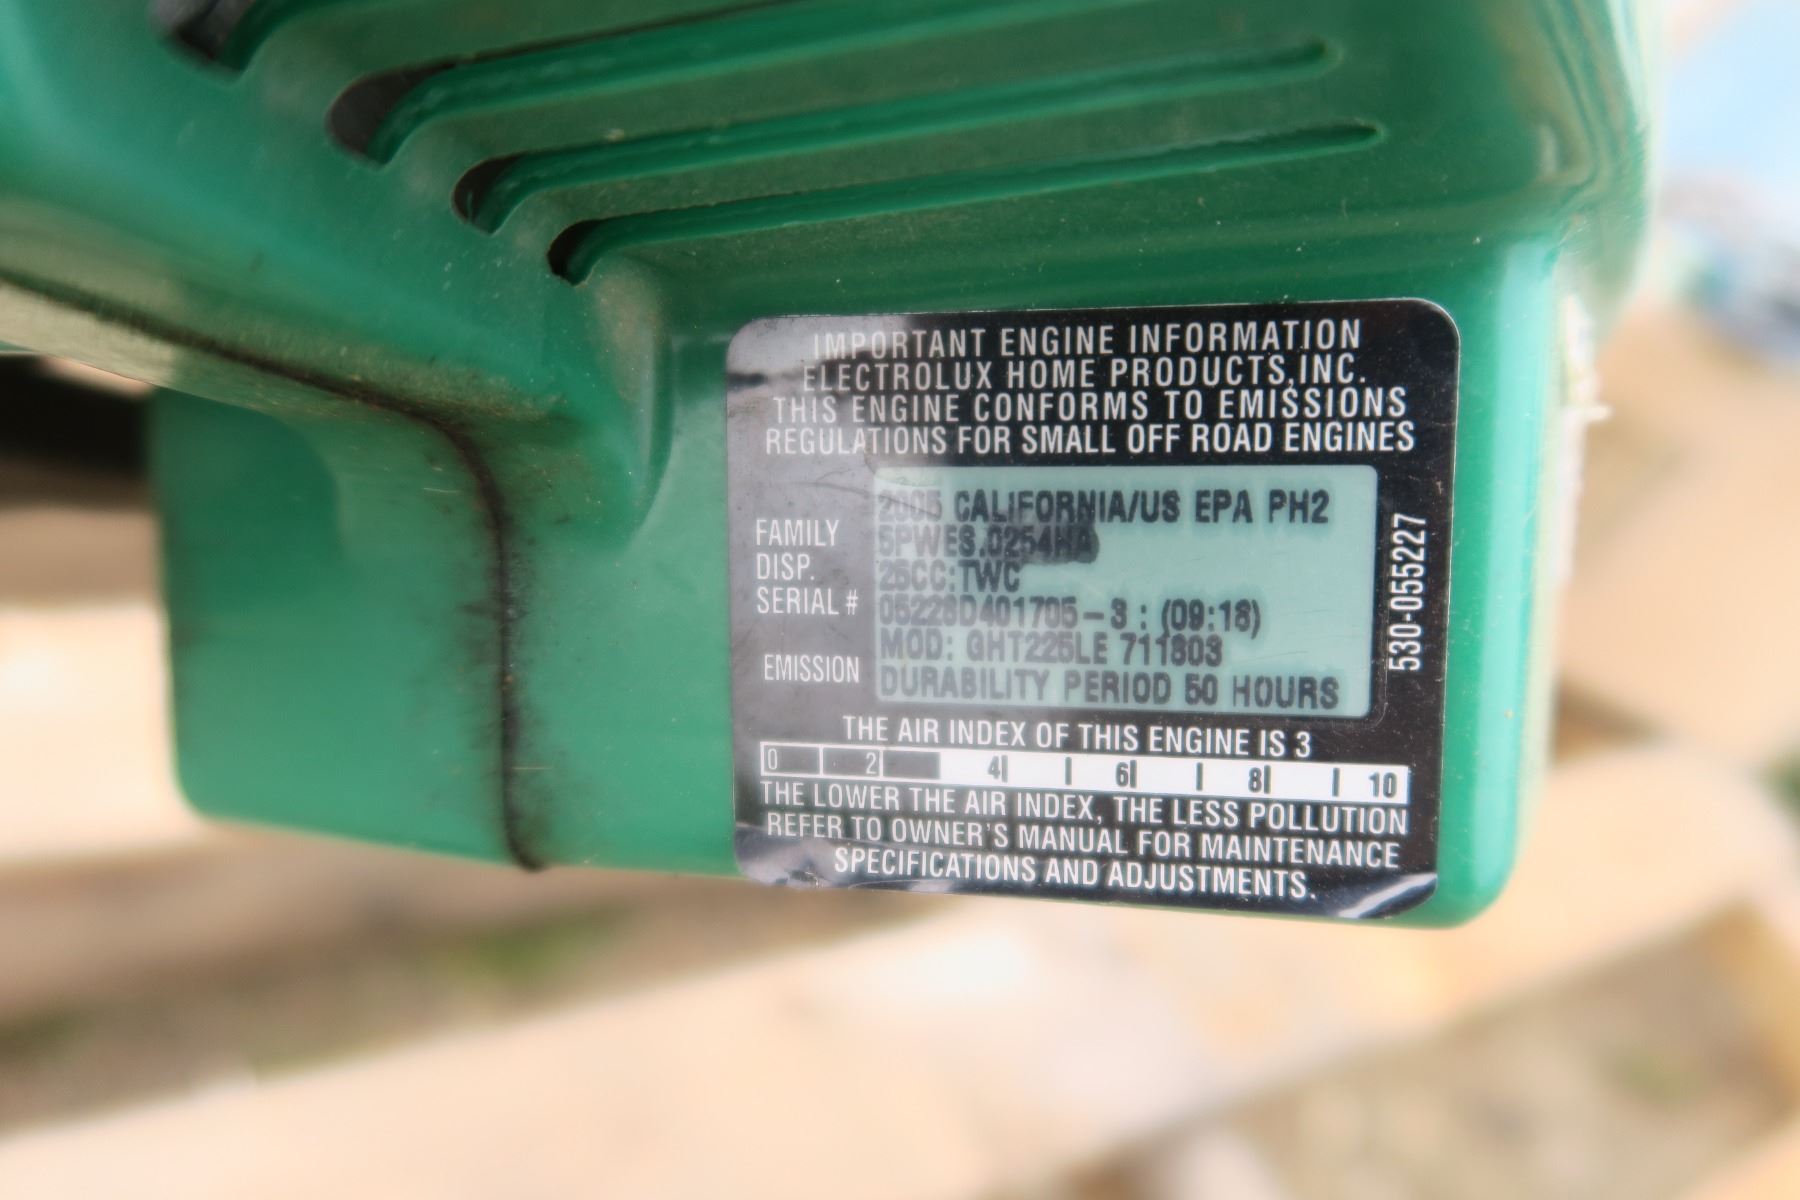 IMPORTANT ENGINE INFORMATION
ELECTROLUX HOME PRODUCTS, INC.
THIS ENGINE CONFORMS TO EMISSIONS
REGULATIONS FOR SMALL OFF ROAD ENGINES
2005 CALIFORNIA/US EPA PH2
FAMILY 5PWES.0254HA
DISP. 25CC:TWC
SERIAL # 05228D401705-3 : (09:18)
MOD: GHT225LE 711803
EMISSION DURABILITY PERIOD 50 HOURS
530-055227
THE AIR INDEX OF THIS ENGINE IS 3
0 2 4 6 8 10
THE LOWER THE AIR INDEX, THE LESS POLLUTION
REFER TO OWNER'S MANUAL FOR MAINTENANCE
SPECIFICATIONS AND ADJUSTMENTS.